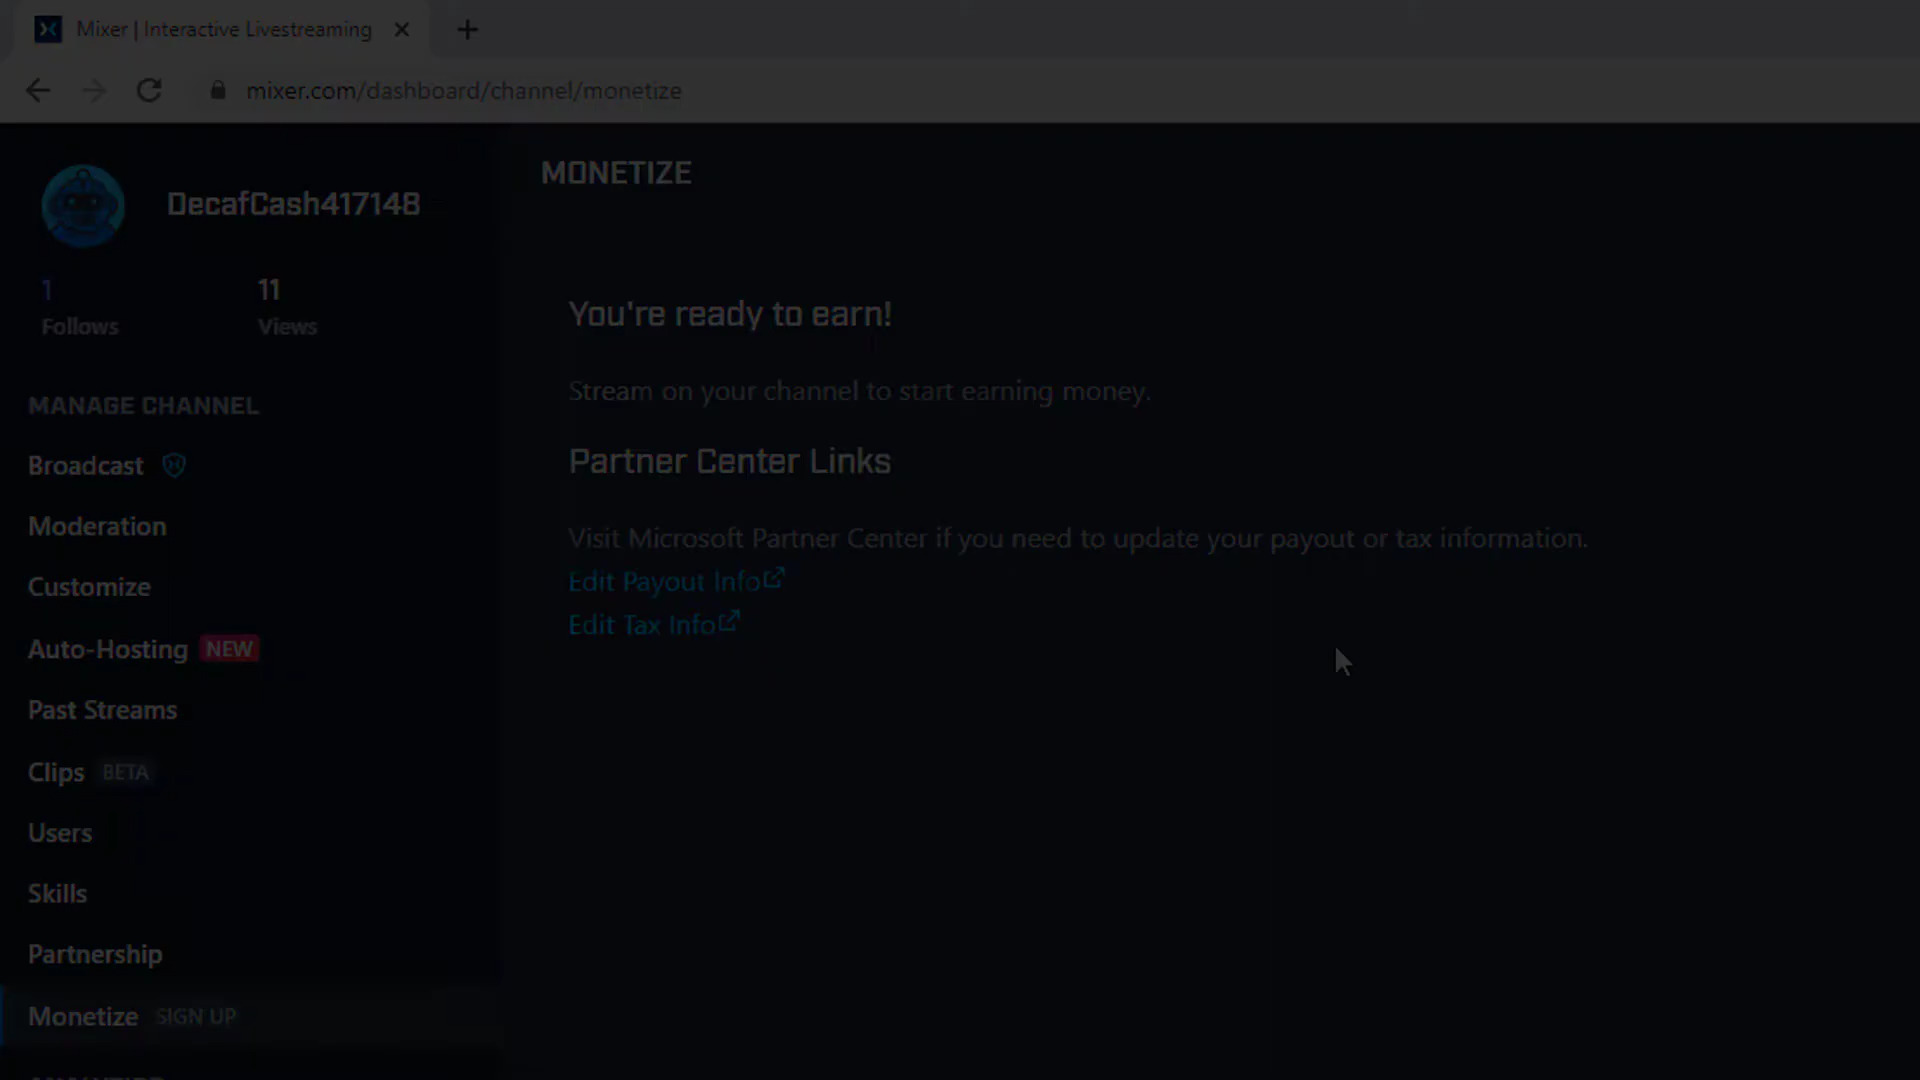 Mixer | Interactive Livestreaming
mixer.com/dashboard/channel/monetize
DecafCash417148
1
Follows
11
Views
MANAGE CHANNEL
Broadcast
Moderation
Customize
Auto-Hosting NEW
Past Streams
Clips BETA
Users
Skills
Partnership
Monetize SIGN UP
MONETIZE
You're ready to earn!
Stream on your channel to start earning money.
Partner Center Links
Visit Microsoft Partner Center if you need to update your payout or tax information.
Edit Payout Info
Edit Tax Info